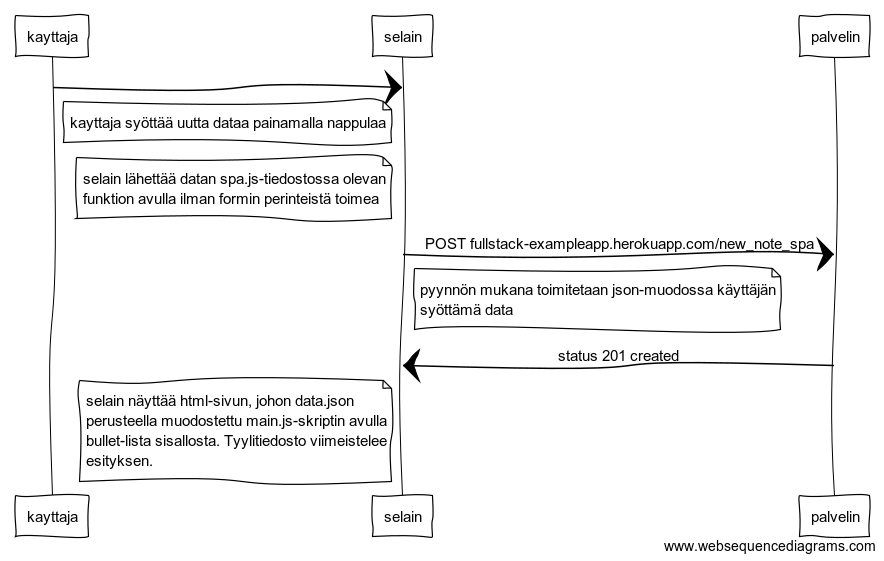 kayttaja
selain
palvelin
kayttaja syöttää uutta dataa painamalla nappulaa
selain lähettää datan spa.js-tiedostossa olevan
funktion avulla ilman formin perinteistä toimea
POST fullstack-exampleapp.herokuapp.com/new_note_spa
pyynnön mukana toimitetaan json-muodossa käyttäjän
syöttämä data
status 201 created
selain näyttää html-sivun, johon data.json
perusteella muodostettu main.js-skriptin avulla
bullet-lista sisallosta. Tyylitiedosto viimeistelee
esityksen.
kayttaja
selain
palvelin
www.websequencediagrams.com